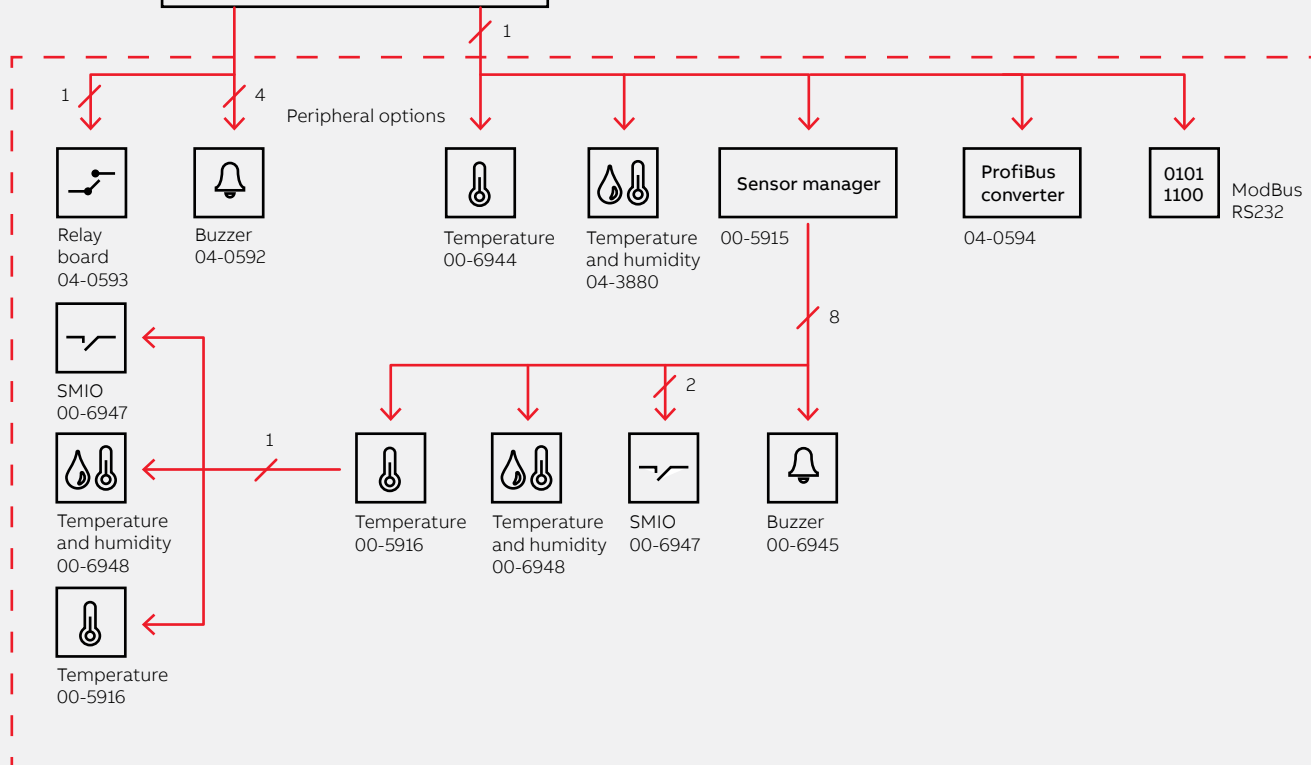 1
1
4
Peripheral options
Relay
board
04-0593
Buzzer
04-0592
Temperature
00-6944
Temperature
and humidity
04-3880
Sensor manager
00-5915
ProfiBus
converter
04-0594
0101
1100
ModBus
RS232
8
2
SMIO
00-6947
1
Temperature
and humidity
00-6948
Temperature
00-5916
Temperature
and humidity
00-6948
SMIO
00-6947
Buzzer
00-6945
Temperature
00-5916